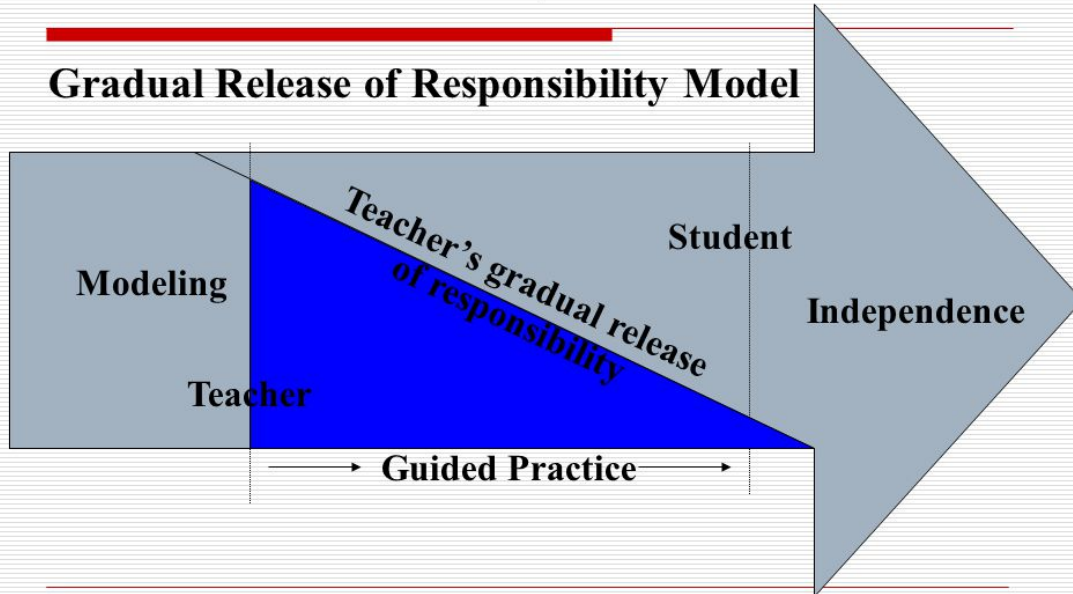 Gradual Release of Responsibility Model
Teacher’s gradual release
of responsibility
Student
Modeling
Independence
Teacher
Guided Practice